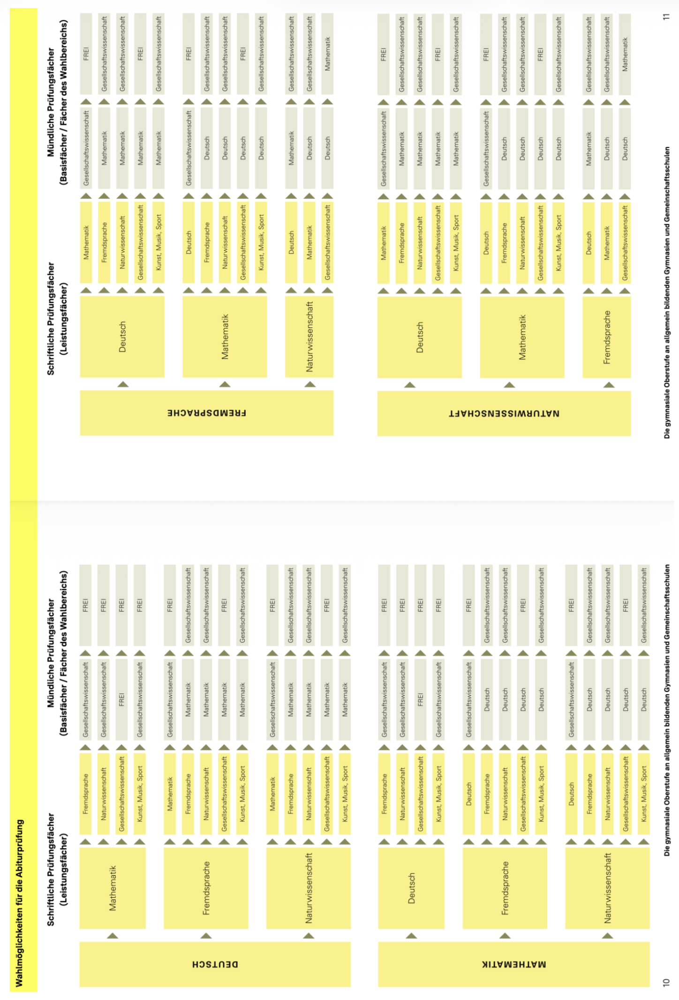 Wahlmöglichkeiten für die Abiturprüfung
Schriftliche Prüfungsfächer
(Leistungsfächer)
Mündliche Prüfungsfächer
(Basisfächer / Fächer des Wahlbereichs)
DEUTSCH
Mathematik
Fremdsprache Gesellschaftswissenschaft FREI
Naturwissenschaft Gesellschaftswissenschaft FREI
Gesellschaftswissenschaft FREI FREI
Kunst, Musik, Sport Gesellschaftswissenschaft FREI
Fremdsprache
Mathematik Gesellschaftswissenschaft FREI
Fremdsprache Mathematik Gesellschaftswissenschaft
Naturwissenschaft Mathematik Gesellschaftswissenschaft
Gesellschaftswissenschaft Mathematik FREI
Kunst, Musik, Sport Mathematik Gesellschaftswissenschaft
Naturwissenschaft
Mathematik Gesellschaftswissenschaft FREI
Fremdsprache Mathematik Gesellschaftswissenschaft
Naturwissenschaft Mathematik Gesellschaftswissenschaft
Gesellschaftswissenschaft Mathematik FREI
Kunst, Musik, Sport Mathematik Gesellschaftswissenschaft
MATHEMATIK
Deutsch
Fremdsprache Gesellschaftswissenschaft FREI
Naturwissenschaft Gesellschaftswissenschaft FREI
Gesellschaftswissenschaft FREI FREI
Kunst, Musik, Sport Gesellschaftswissenschaft FREI
Fremdsprache
Deutsch Gesellschaftswissenschaft FREI
Fremdsprache Deutsch Gesellschaftswissenschaft
Naturwissenschaft Deutsch Gesellschaftswissenschaft
Gesellschaftswissenschaft Deutsch FREI
Kunst, Musik, Sport Deutsch Gesellschaftswissenschaft
Naturwissenschaft
Deutsch Gesellschaftswissenschaft FREI
Fremdsprache Deutsch Gesellschaftswissenschaft
Naturwissenschaft Deutsch Gesellschaftswissenschaft
Gesellschaftswissenschaft Deutsch FREI
Kunst, Musik, Sport Deutsch Gesellschaftswissenschaft
10 Die gymnasiale Oberstufe an allgemein bildenden Gymnasien und Gemeinschaftsschulen
Schriftliche Prüfungsfächer
(Leistungsfächer)
Mündliche Prüfungsfächer
(Basisfächer / Fächer des Wahlbereichs)
FREMDSPRACHE
Deutsch
Mathematik Gesellschaftswissenschaft FREI
Fremdsprache Mathematik Gesellschaftswissenschaft
Naturwissenschaft Mathematik Gesellschaftswissenschaft
Gesellschaftswissenschaft Mathematik FREI
Kunst, Musik, Sport Mathematik Gesellschaftswissenschaft
Mathematik
Deutsch Gesellschaftswissenschaft FREI
Fremdsprache Deutsch Gesellschaftswissenschaft
Naturwissenschaft Deutsch Gesellschaftswissenschaft
Gesellschaftswissenschaft Deutsch FREI
Kunst, Musik, Sport Deutsch Gesellschaftswissenschaft
Naturwissenschaft
Deutsch Mathematik Gesellschaftswissenschaft
Mathematik Deutsch Gesellschaftswissenschaft
Gesellschaftswissenschaft Deutsch Mathematik
NATURWISSENSCHAFT
Deutsch
Mathematik Gesellschaftswissenschaft FREI
Fremdsprache Mathematik Gesellschaftswissenschaft
Naturwissenschaft Mathematik Gesellschaftswissenschaft
Gesellschaftswissenschaft Mathematik FREI
Kunst, Musik, Sport Mathematik Gesellschaftswissenschaft
Mathematik
Deutsch Gesellschaftswissenschaft FREI
Fremdsprache Deutsch Gesellschaftswissenschaft
Naturwissenschaft Deutsch Gesellschaftswissenschaft
Gesellschaftswissenschaft Deutsch FREI
Kunst, Musik, Sport Deutsch Gesellschaftswissenschaft
Fremdsprache
Deutsch Mathematik Gesellschaftswissenschaft
Mathematik Deutsch Gesellschaftswissenschaft
Gesellschaftswissenschaft Deutsch Mathematik
Die gymnasiale Oberstufe an allgemein bildenden Gymnasien und Gemeinschaftsschulen 11